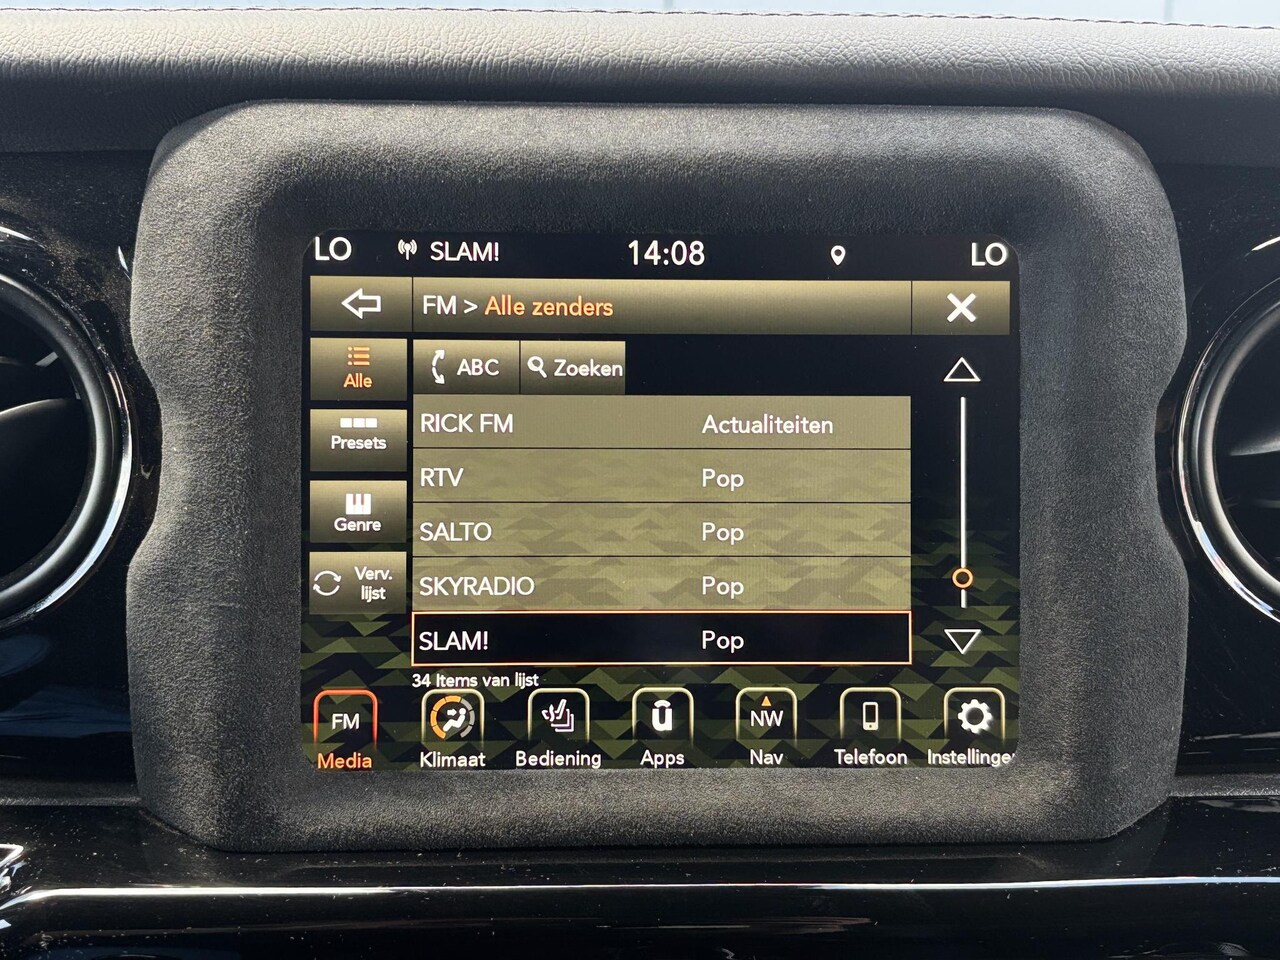 LO SLAM! 14:08 LO
FM > Alle zenders
Alle
ABC Zoeken
Presets
Genre
Verv.
lijst
RICK FM Actualiteiten
RTV Pop
SALTO Pop
SKYRADIO Pop
SLAM! Pop
34 Items van lijst
FM û NW
Media Klimaat Bediening Apps Nav Telefoon Instellinge